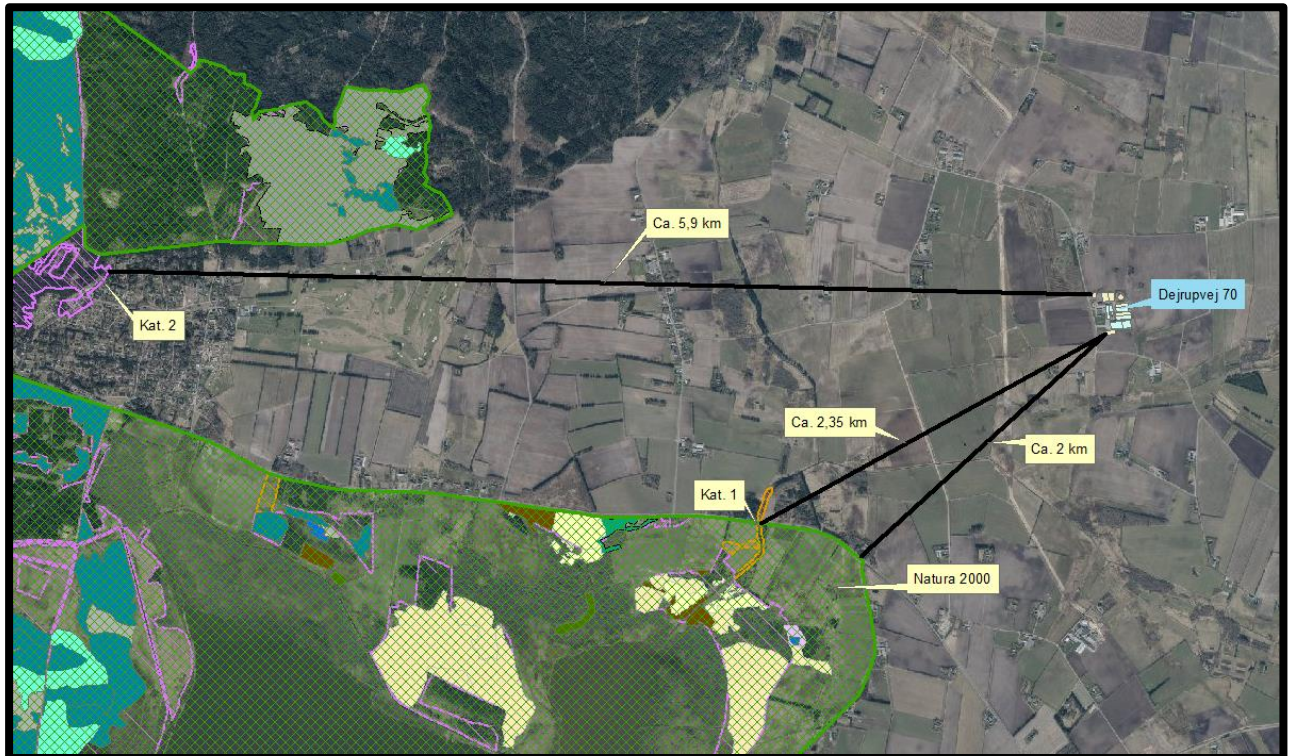 Ca. 5,9 km
Dejrupvej 70
Kat. 2
Ca. 2,35 km
Ca. 2 km
Kat. 1
Natura 2000